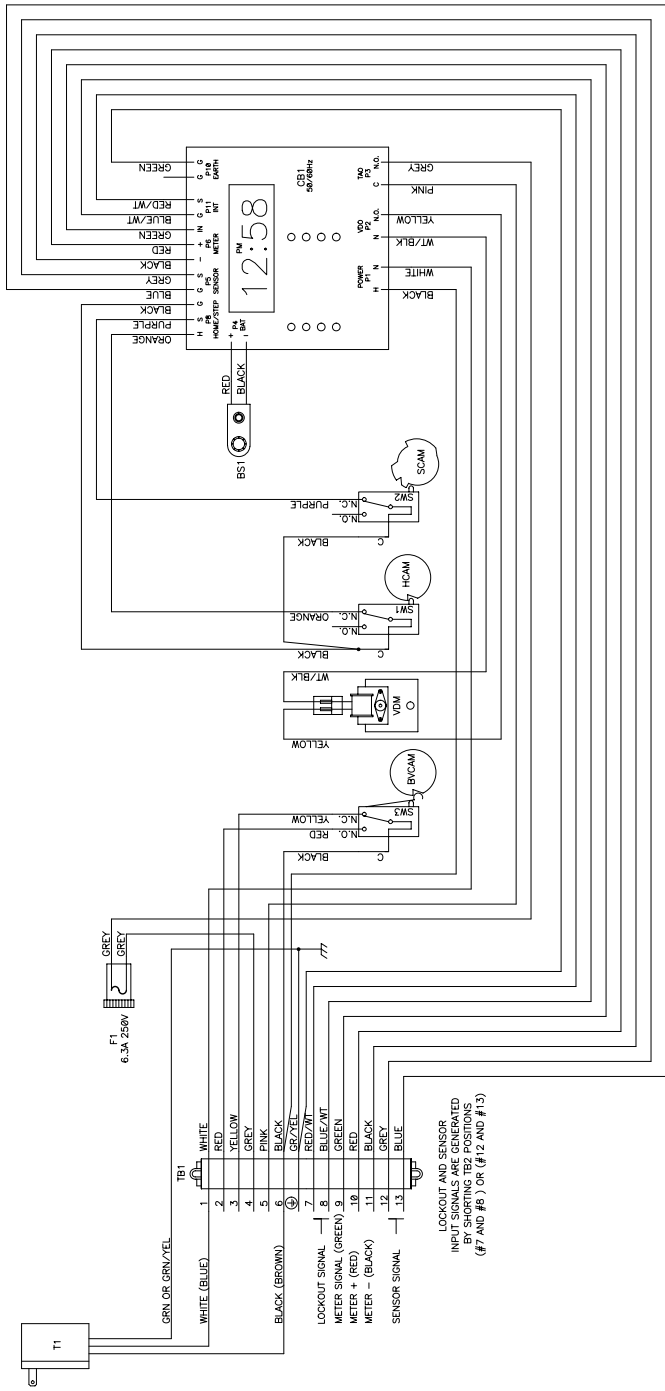 T1
GRN OR GRN/YEL
WHITE (BLUE)
BLACK (BROWN)
LOCKOUT SIGNAL
METER SIGNAL (GREEN)
METER + (RED)
METER - (BLACK)
SENSOR SIGNAL
TB1
1
2
3
4
5
6
7
8
9
10
11
12
13
WHITE
RED
YELLOW
GREY
PINK
BLACK
GR/YEL
RED/WT
BLUE/WT
GREEN
RED
BLACK
GREY
BLUE
LOCKOUT AND SENSOR
INPUT SIGNALS ARE GENERATED
BY SHORTING TB2 POSITIONS
(#7 AND #8 ) OR (#12 AND #13)
F1
6.3A 250V
GREY
GREY
BLACK
RED
YELLOW
C
N.O.
N.C.
SW3
BVCAM
YELLOW
WT/BLK
VDM
BLACK
ORANGE
C
N.O.
N.C.
SW1
HCAM
BLACK
PURPLE
C
N.O.
N.C.
SW2
SCAM
BS1
RED
BLACK
ORANGE
PURPLE
BLACK
BLUE
GREY
BLACK
RED
GREEN
BLUE/WT
RED/WT
GREEN
H S G
P8
HOME/STEP
G S
SENSOR
- + IN
P6
METER
G S
P11
INT
G G
P10
EARTH
+ P4
- BAT
PM
12:58
CB1
50/60Hz
POWER
P1
H N
VDO
P2
N N.O.
TAO
P3
C N.O.
BLACK
WHITE
WT/BLK
YELLOW
PINK
GREY